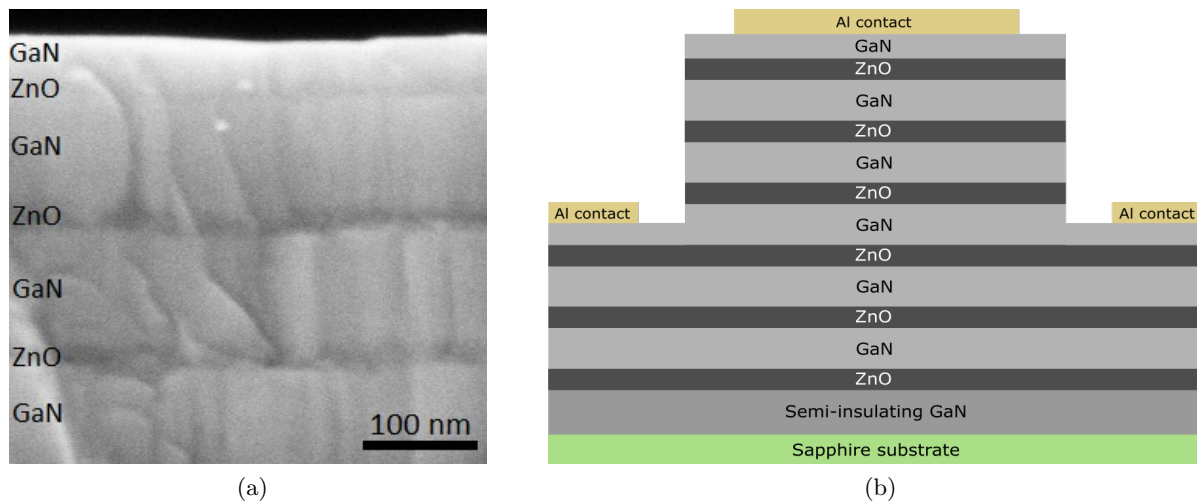 GaN
ZnO
GaN
ZnO
GaN
ZnO
GaN
100 nm
(a)
Al contact
GaN
ZnO
GaN
ZnO
GaN
ZnO
Al contact
GaN
Al contact
ZnO
GaN
ZnO
GaN
ZnO
Semi-insulating GaN
Sapphire substrate
(b)